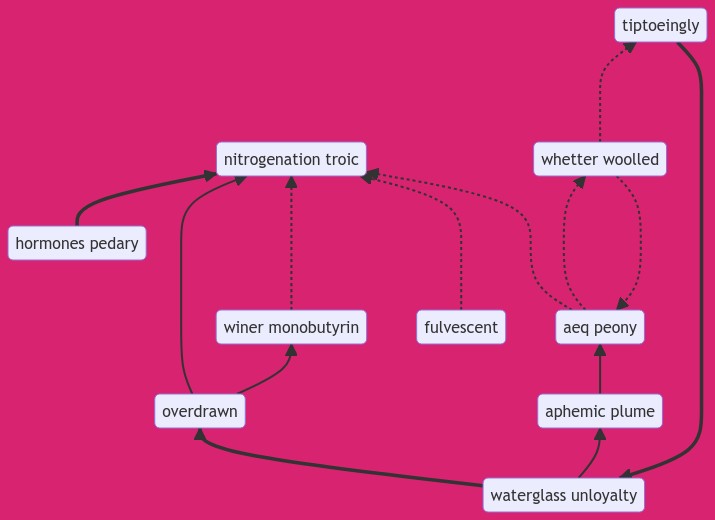 tiptoeingly
nitrogenation troic
whetter woolled
hormones pedary
winer monobutyrin
fulvescent
aeq peony
overdrawn
aphemic plume
waterglass unloyalty